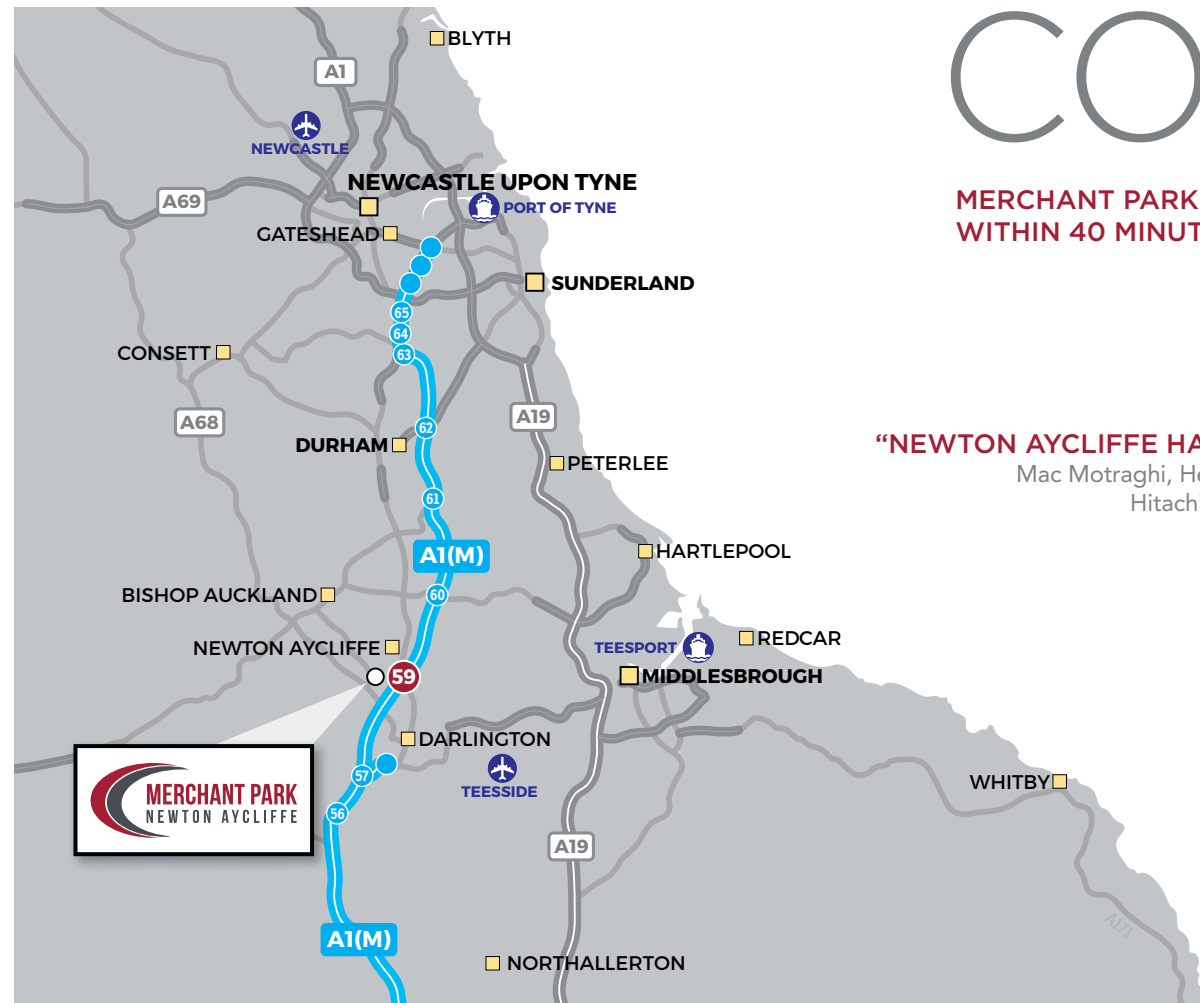 BLYTH
A1
NEWCASTLE
A69
NEWCASTLE UPON TYNE
PORT OF TYNE
GATESHEAD
SUNDERLAND
65
64
63
CONSETT
A68
A19
62
DURHAM
PETERLEE
61
A1(M)
HARTLEPOOL
60
BISHOP AUCKLAND
NEWTON AYCLIFFE
TEESPORT
REDCAR
59
MIDDLESBROUGH
DARLINGTON
57
TEESSIDE
WHITBY
MERCHANT PARK
NEWTON AYCLIFFE
56
A19
A171
A1(M)
NORTHALLERTON
CO
MERCHANT PARK
WITHIN 40 MINUT
“NEWTON AYCLIFFE HA
Mac Motraghi, He
Hitach